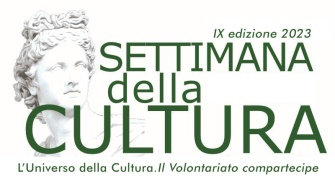 IX edizione 2023
SETTIMANA
della
CULTURA
L'Universo della Cultura.Il Volontariato compartecipe